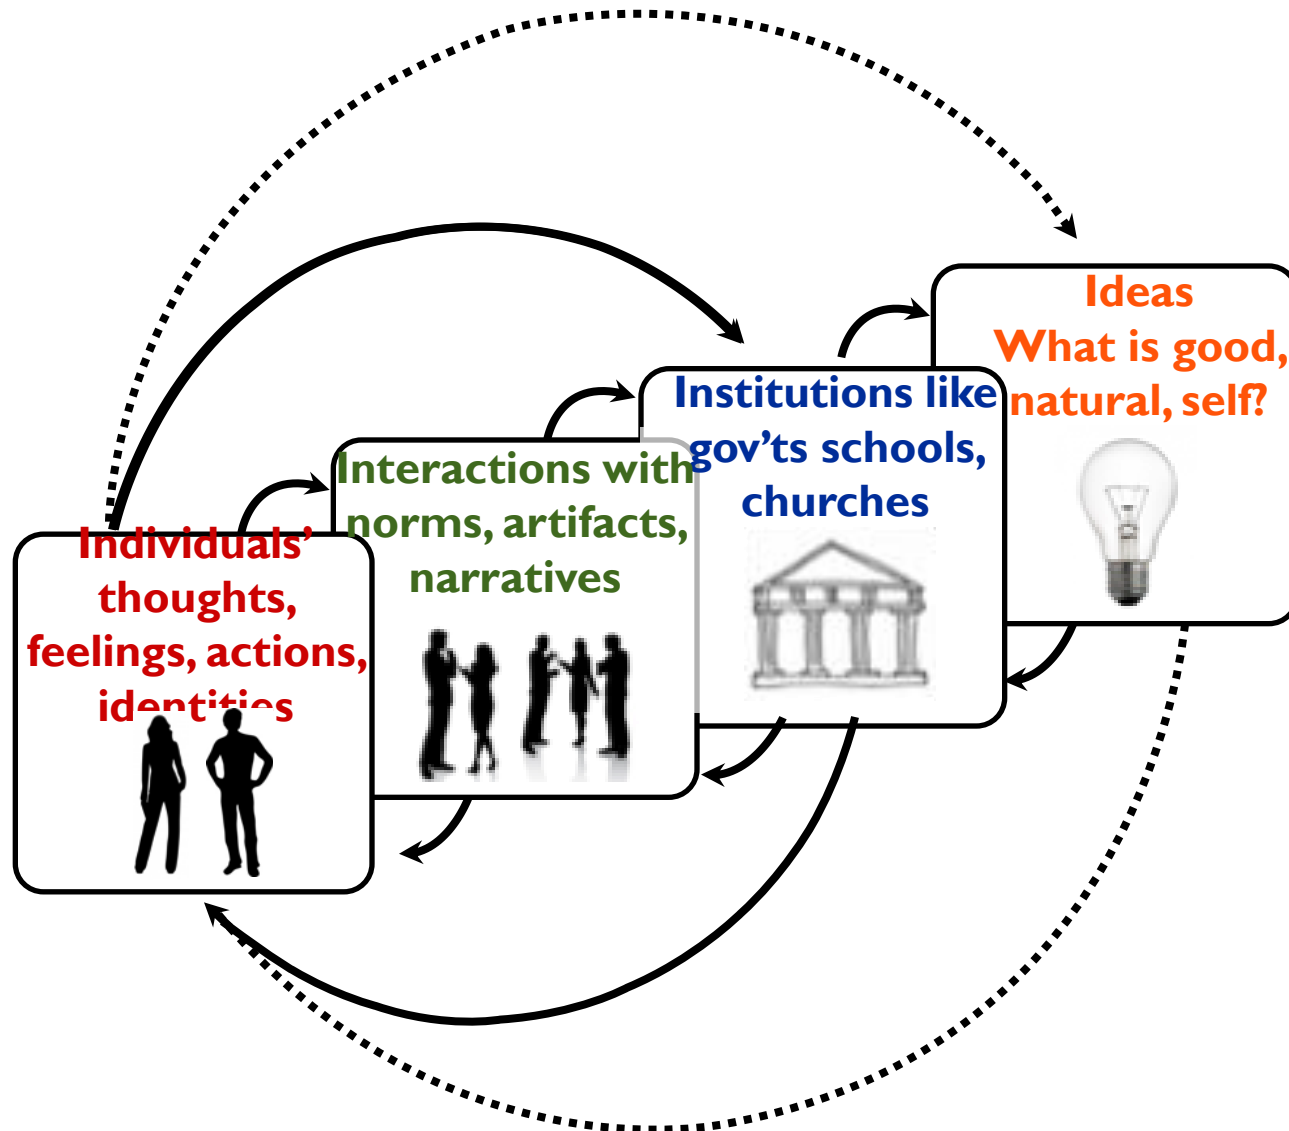 Ideas
What is good,
natural, self?
Institutions like
gov’ts schools,
churches
Interactions with
norms, artifacts,
narratives
Individuals’
thoughts,
feelings, actions,
identities